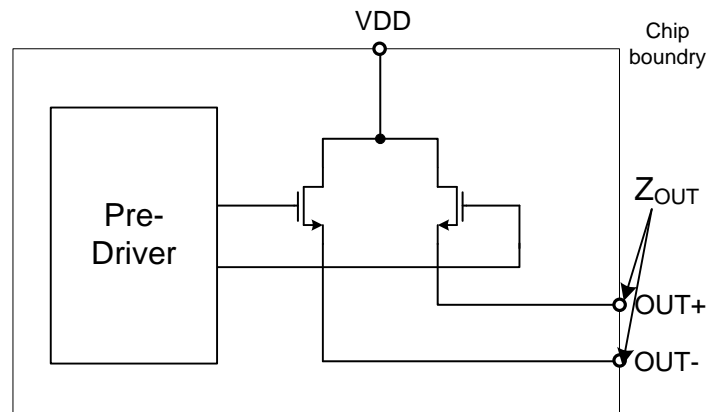 VDD
Chip
boundry
Pre-
Driver
ZOUT
OUT+
OUT-